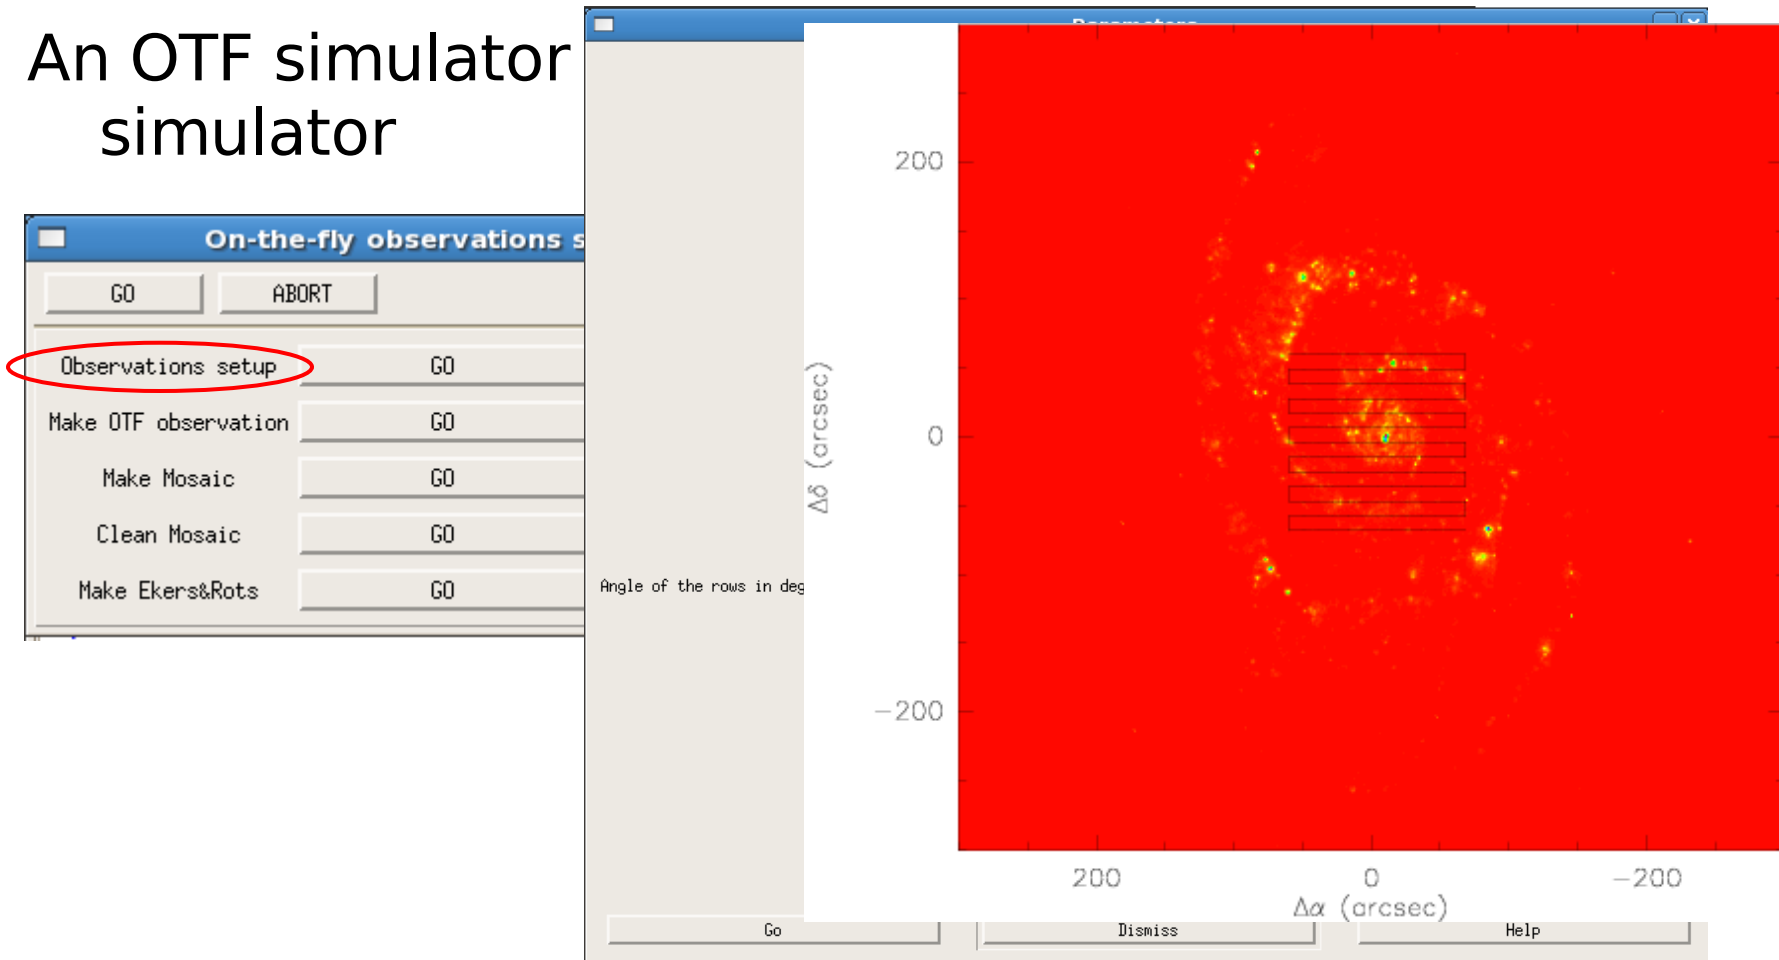 An OTF simulator
simulator
On-the-fly observations s
GO ABORT
Observations setup GO
Make OTF observation GO
Make Mosaic GO
Clean Mosaic GO
Make Ekers&Rots GO
Parameters
Angle of the rows in deg
200
0
−200
Δδ (arcsec)
200 0 −200
Δα (arcsec)
Go Dismiss Help